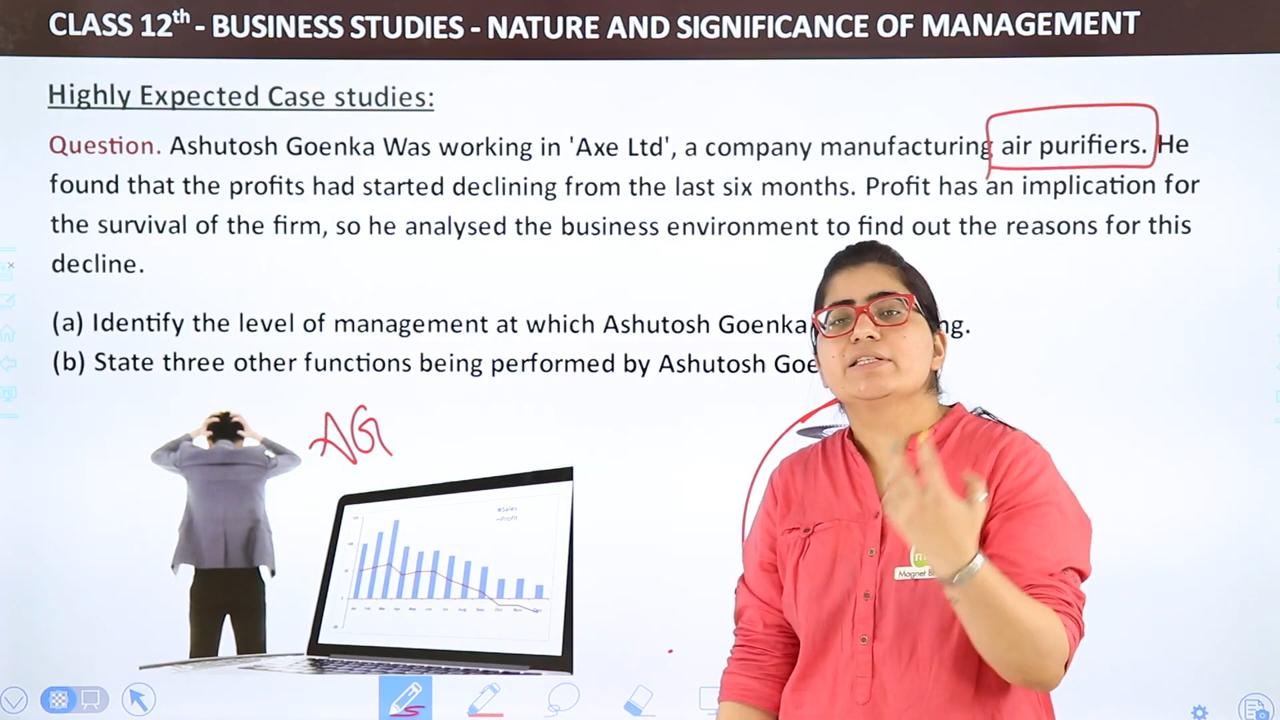 CLASS 12th - BUSINESS STUDIES - NATURE AND SIGNIFICANCE OF MANAGEMENT
Highly Expected Case studies:
Question. Ashutosh Goenka Was working in 'Axe Ltd', a company manufacturing air purifiers. He
found that the profits had started declining from the last six months. Profit has an implication for
the survival of the firm, so he analysed the business environment to find out the reasons for this
decline.
(a) Identify the level of management at which Ashutosh Goenka
(b) State three other functions being performed by Ashutosh
AG
Sales
Profit
Magnet